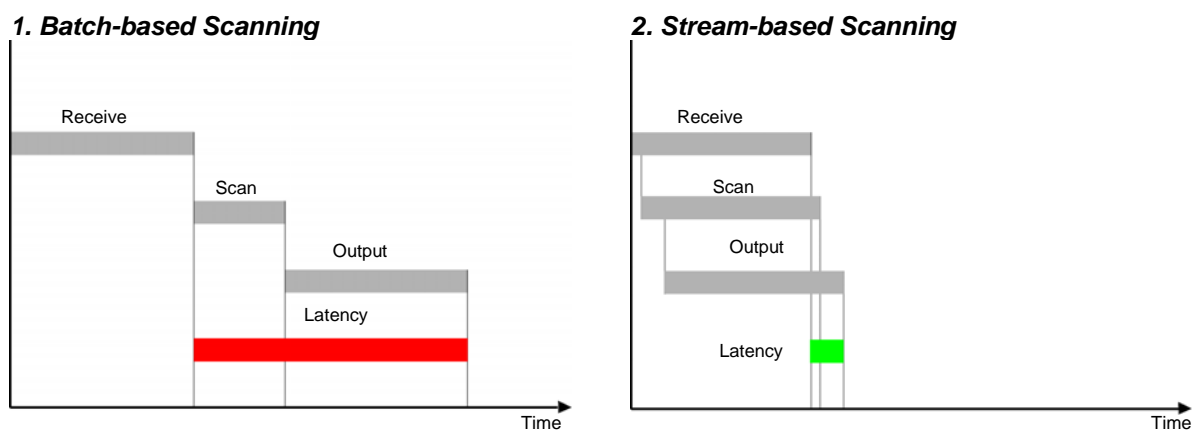 1. Batch-based Scanning
Receive
Scan
Output
Latency
Time
2. Stream-based Scanning
Receive
Scan
Output
Latency
Time